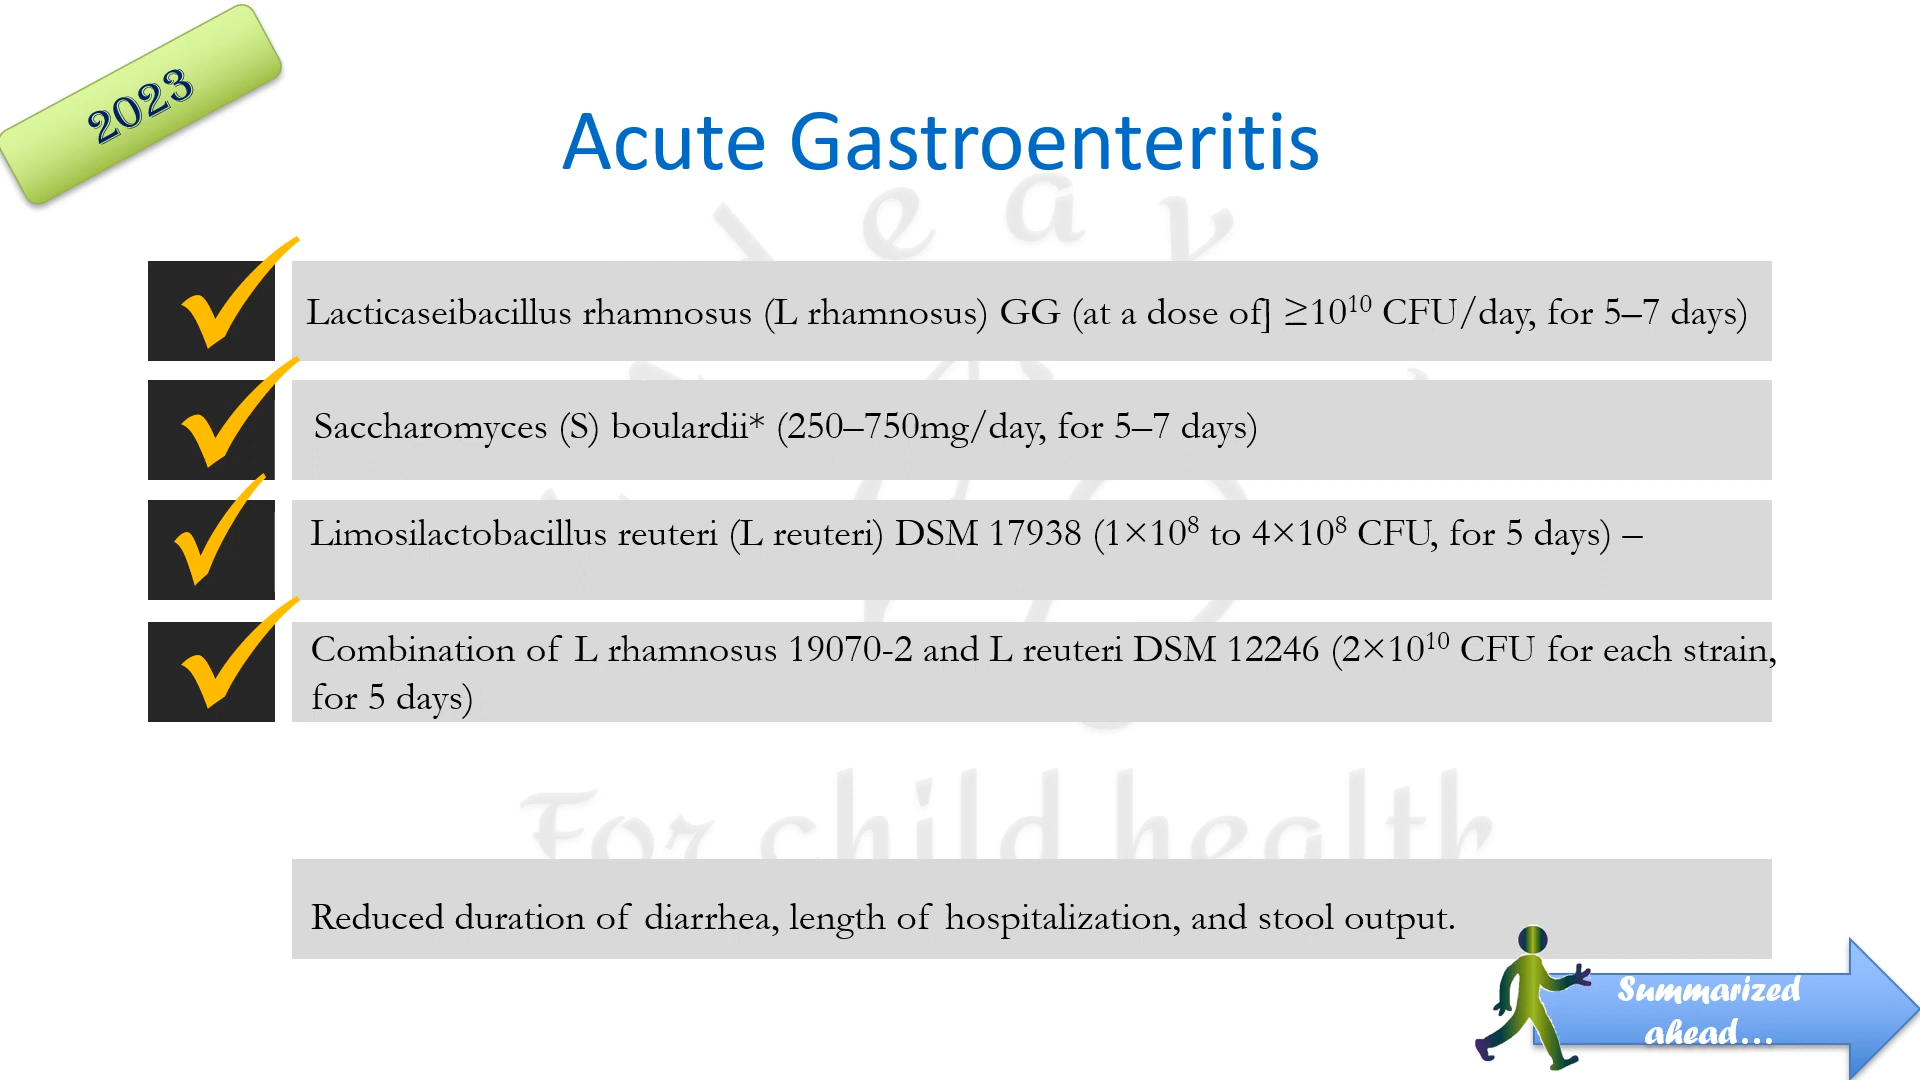 2023
Acute Gastroenteritis
Lacticaseibacillus rhamnosus (L rhamnosus) GG (at a dose of] ≥10¹⁰ CFU/day, for 5–7 days)
Saccharomyces (S) boulardii* (250–750mg/day, for 5–7 days)
Limosilactobacillus reuteri (L reuteri) DSM 17938 (1×10⁸ to 4×10⁸ CFU, for 5 days) –
Combination of L rhamnosus 19070-2 and L reuteri DSM 12246 (2×10¹⁰ CFU for each strain,
for 5 days)
For child health
Reduced duration of diarrhea, length of hospitalization, and stool output.
Summarized
ahead...